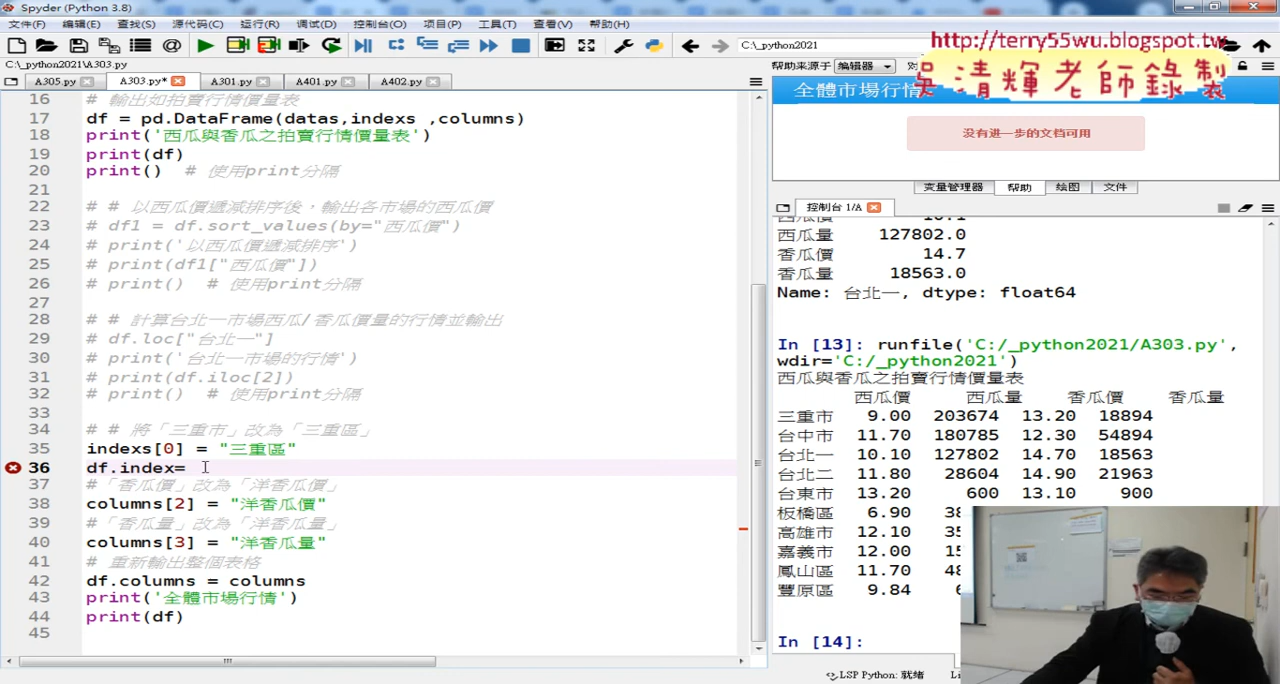 Spyder (Python 3.8)
文件(F) 编辑(E) 查找(S) 源代码(C) 运行(R) 调试(D) 控制台(O) 项目(P) 工具(T) 查看(V) 帮助(H)
C:\_python2021
http://terry55wu.blogspot.tw
吳清輝老師錄製
C:\_python2021\A303.py
A305.py A303.py* A301.py A401.py A402.py
帮助来源于 编辑器
全體市場行情
没有进一步的文档可用
变量管理器 帮助 绘图 文件
控制台 1/A
16 # 輸出如拍賣行情價量表
17 df = pd.DataFrame(datas,indexs ,columns)
18 print('西瓜與香瓜之拍賣行情價量表')
19 print(df)
20 print() # 使用print分隔
21
22 # # 以西瓜價遞減排序後，輸出各市場的西瓜價
23 # df1 = df.sort_values(by="西瓜價")
24 # print('以西瓜價遞減排序')
25 # print(df1["西瓜價"])
26 # print() # 使用print分隔
27
28 # # 計算台北一市場西瓜/香瓜價量的行情並輸出
29 # df.loc["台北一"]
30 # print('台北一市場的行情')
31 # print(df.iloc[2])
32 # print() # 使用print分隔
33
34 # # 將「三重市」改為「三重區」
35 indexs[0] = "三重區"
36 df.index=
37 #「香瓜價」改為「洋香瓜價」
38 columns[2] = "洋香瓜價"
39 #「香瓜量」改為「洋香瓜量」
40 columns[3] = "洋香瓜量"
41 # 重新輸出整個表格
42 df.columns = columns
43 print('全體市場行情')
44 print(df)
45
西瓜量 127802.0
香瓜價 14.7
香瓜量 18563.0
Name: 台北一, dtype: float64
In [13]: runfile('C:/_python2021/A303.py',
wdir='C:/_python2021')
西瓜與香瓜之拍賣行情價量表
西瓜價 西瓜量 香瓜價 香瓜量
三重市 9.00 203674 13.20 18894
台中市 11.70 180785 12.30 54894
台北一 10.10 127802 14.70 18563
台北二 11.80 28604 14.90 21963
台東市 13.20 600 13.10 900
板橋區 6.90
高雄市 12.10
嘉義市 12.00
鳳山區 11.70
豐原區 9.84
In [14]:
LSP Python: 就绪